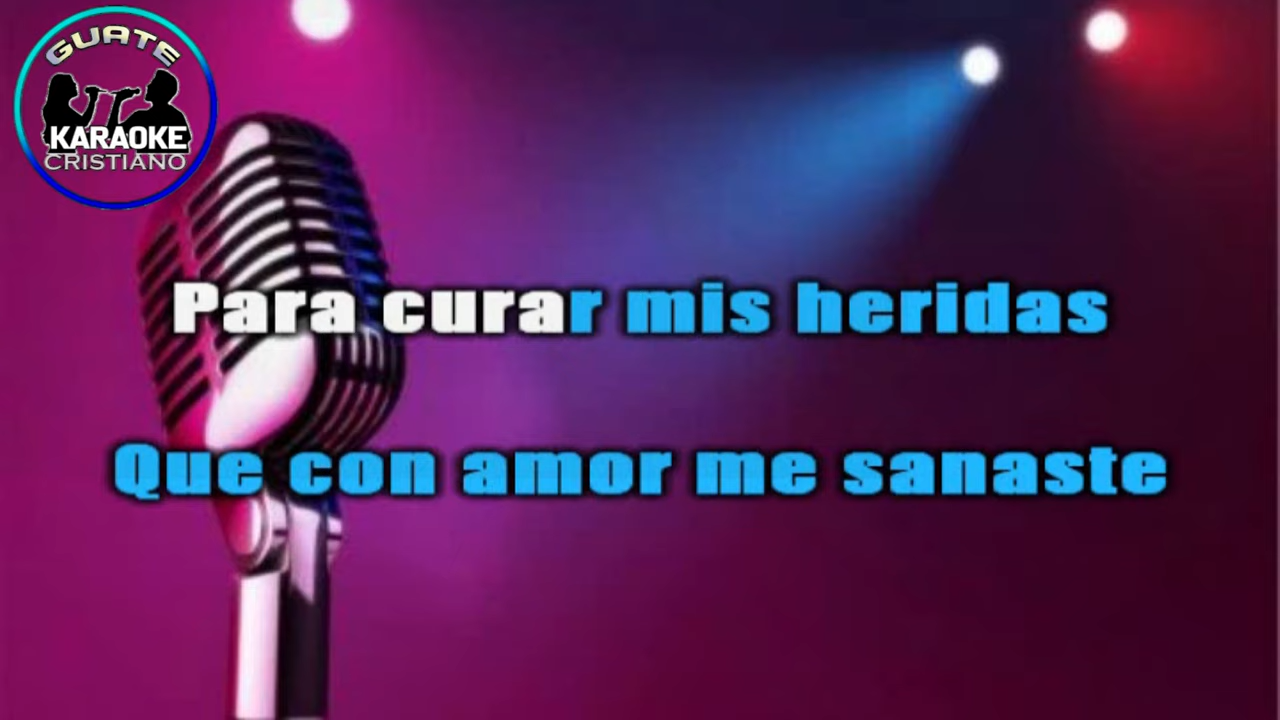 GUATE
KARAOKE
CRISTIANO
Para curar mis heridas
Que con amor me sanaste